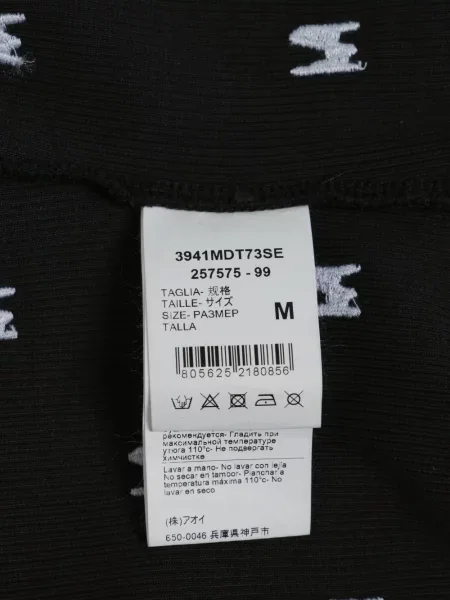 3941MDT73SE
257575 - 99
TAGLIA- 规格
TAILLE- サイズ
SIZE- РАЗМЕР
TALLA
M
805625 2180856
рекомендуется- Гладить при
максимальной температуре
утюга 110°c- Не подвергать
химчистке
Lavar a mano- No lavar con lejía
No secar en tambor- Planchar a
temperatura máxima 110°c- No
lavar en seco
(株)アオイ
650-0046 兵庫県神戸市